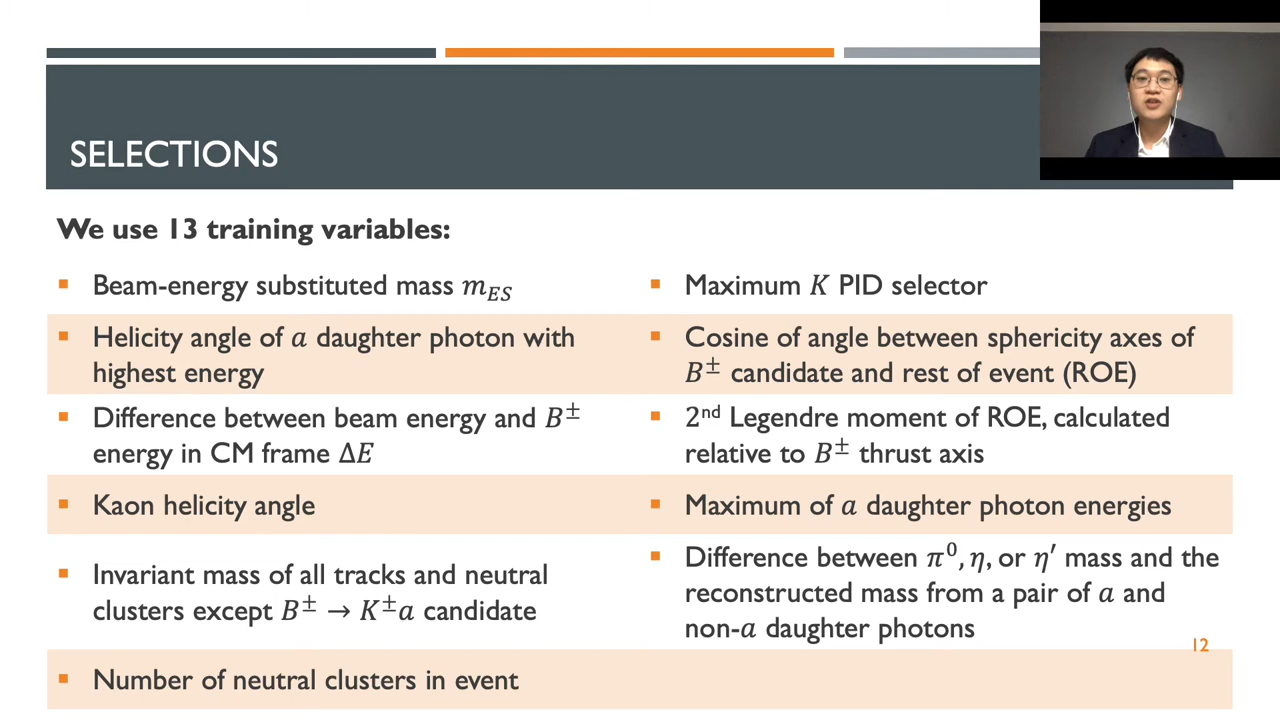 SELECTIONS
We use 13 training variables:
▪ Beam-energy substituted mass m_ES
▪ Helicity angle of a daughter photon with
highest energy
▪ Difference between beam energy and B±
energy in CM frame ΔE
▪ Kaon helicity angle
▪ Invariant mass of all tracks and neutral
clusters except B± → K±a candidate
▪ Number of neutral clusters in event
▪ Maximum K PID selector
▪ Cosine of angle between sphericity axes of
B± candidate and rest of event (ROE)
▪ 2nd Legendre moment of ROE, calculated
relative to B± thrust axis
▪ Maximum of a daughter photon energies
▪ Difference between π⁰, η, or η′ mass and the
reconstructed mass from a pair of a and
non-a daughter photons
12